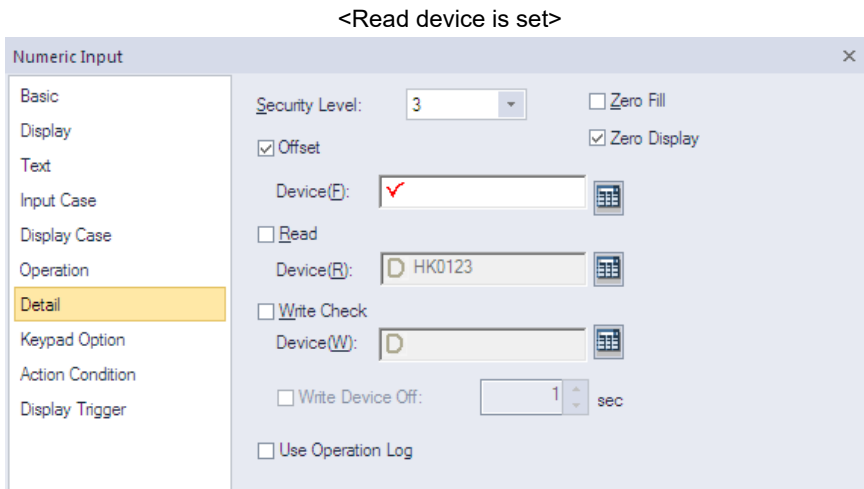 <Read device is set>
Numeric Input
Basic
Display
Text
Input Case
Display Case
Operation
Detail
Keypad Option
Action Condition
Display Trigger
Security Level: 3
Zero Fill
Zero Display
Offset
Device(F):
Read
Device(R): D HK0123
Write Check
Device(W): D
Write Device Off: 1 sec
Use Operation Log